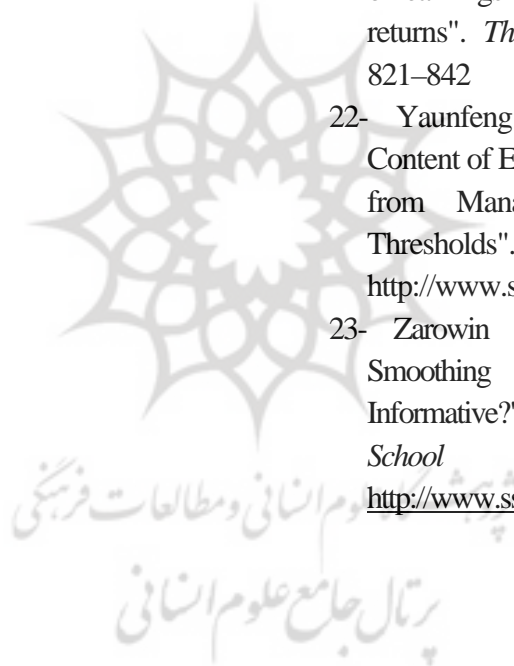 returns". Th
821–842
22- Yaunfeng
Content of E
from Mana
Thresholds".
http://www.s
23- Zarowin
Smoothing
Informative?"
School
http://www.ss
پژوهشگاه علوم انسانی و مطالعات فرهنگی
پرتال جامع علوم انسانی